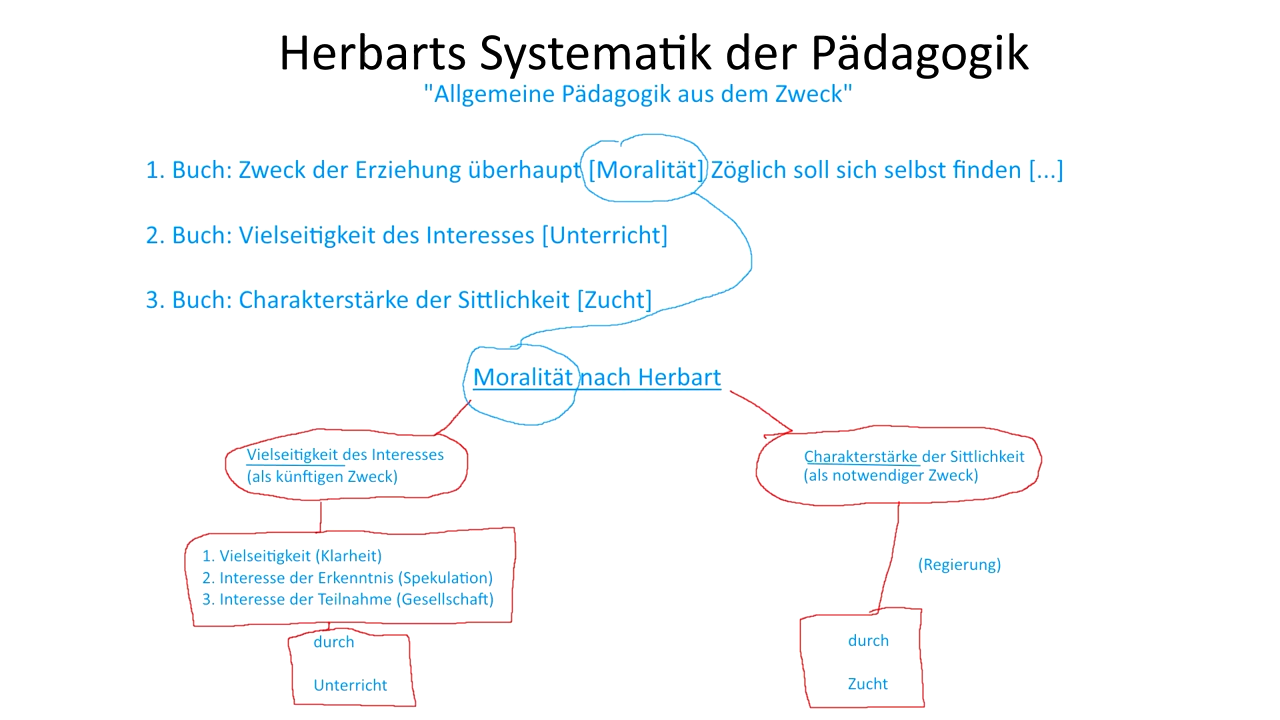 Herbarts Systematik der Pädagogik
"Allgemeine Pädagogik aus dem Zweck"
1. Buch: Zweck der Erziehung überhaupt [Moralität] Zöglich soll sich selbst finden [...]
2. Buch: Vielseitigkeit des Interesses [Unterricht]
3. Buch: Charakterstärke der Sittlichkeit [Zucht]
Moralität nach Herbart
Vielseitigkeit des Interesses
(als künftigen Zweck)
Charakterstärke der Sittlichkeit
(als notwendiger Zweck)
1. Vielseitigkeit (Klarheit)
2. Interesse der Erkenntnis (Spekulation)
3. Interesse der Teilnahme (Gesellschaft)
(Regierung)
durch
Unterricht
durch
Zucht